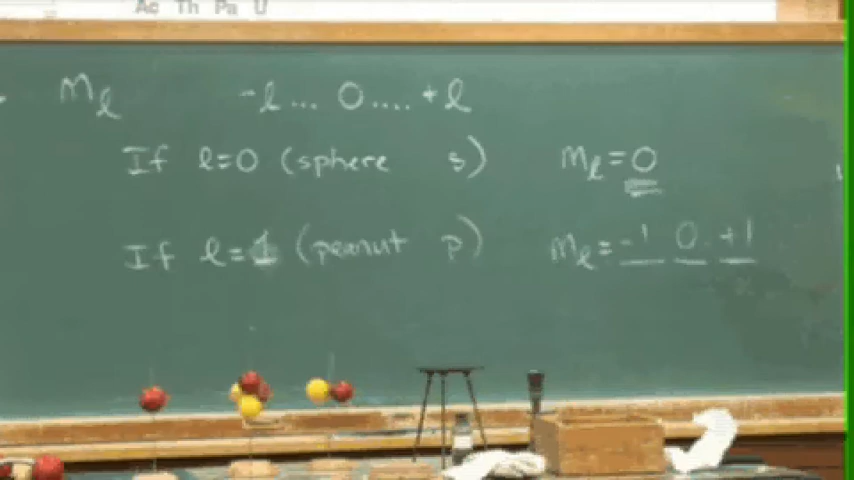 Ac Th Pa U
mℓ -ℓ... 0.... +ℓ
If ℓ=0 (sphere s) mℓ=0
If ℓ=1 (peanut p) mℓ=-1 0 +1